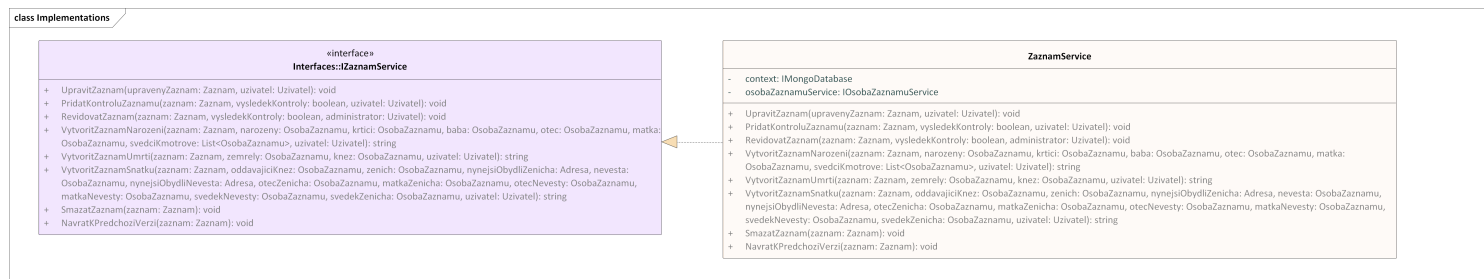 class Implementations
«interface»
Interfaces::IZaznamService
+ UpravitZaznam(upravenyZaznam: Zaznam, uzivatel: Uzivatel): void
+ PridatKontroluZaznamu(zaznam: Zaznam, vysledekKontroly: boolean, uzivatel: Uzivatel): void
+ RevidovatZaznam(zaznam: Zaznam, vysledekKontroly: boolean, administrator: Uzivatel): void
+ VytvoritZaznamNarozeni(zaznam: Zaznam, narozeny: OsobaZaznamu, krtici: OsobaZaznamu, baba: OsobaZaznamu, otec: OsobaZaznamu, matka:
OsobaZaznamu, svedciKmotrove: List<OsobaZaznamu>, uzivatel: Uzivatel): string
+ VytvoritZaznamUmrti(zaznam: Zaznam, zemrely: OsobaZaznamu, knez: OsobaZaznamu, uzivatel: Uzivatel): string
+ VytvoritZaznamSnatku(zaznam: Zaznam, oddavajiciKnez: OsobaZaznamu, zenich: OsobaZaznamu, nynejsiObydliZenicha: Adresa, nevesta:
OsobaZaznamu, nynejsiObydliNevesta: Adresa, otecZenicha: OsobaZaznamu, matkaZenicha: OsobaZaznamu, otecNevesty: OsobaZaznamu,
matkaNevesty: OsobaZaznamu, svedekNevesty: OsobaZaznamu, svedekZenicha: OsobaZaznamu, uzivatel: Uzivatel): string
+ SmazatZaznam(zaznam: Zaznam): void
+ NavratKPredchoziVerzi(zaznam: Zaznam): void
ZaznamService
- context: IMongoDatabase
- osobaZaznamuService: IOsobaZaznamuService
+ UpravitZaznam(upravenyZaznam: Zaznam, uzivatel: Uzivatel): void
+ PridatKontroluZaznamu(zaznam: Zaznam, vysledekKontroly: boolean, uzivatel: Uzivatel): void
+ RevidovatZaznam(zaznam: Zaznam, vysledekKontroly: boolean, administrator: Uzivatel): void
+ VytvoritZaznamNarozeni(zaznam: Zaznam, narozeny: OsobaZaznamu, krtici: OsobaZaznamu, baba: OsobaZaznamu, otec: OsobaZaznamu, matka:
OsobaZaznamu, svedciKmotrove: List<OsobaZaznamu>, uzivatel: Uzivatel): string
+ VytvoritZaznamUmrti(zaznam: Zaznam, zemrely: OsobaZaznamu, knez: OsobaZaznamu, uzivatel: Uzivatel): string
+ VytvoritZaznamSnatku(zaznam: Zaznam, oddavajiciKnez: OsobaZaznamu, zenich: OsobaZaznamu, nynejsiObydliZenicha: Adresa, nevesta: OsobaZaznamu,
nynejsiObydliNevesta: Adresa, otecZenicha: OsobaZaznamu, matkaZenicha: OsobaZaznamu, otecNevesty: OsobaZaznamu, matkaNevesty: OsobaZaznamu,
svedekNevesty: OsobaZaznamu, svedekZenicha: OsobaZaznamu, uzivatel: Uzivatel): string
+ SmazatZaznam(zaznam: Zaznam): void
+ NavratKPredchoziVerzi(zaznam: Zaznam): void